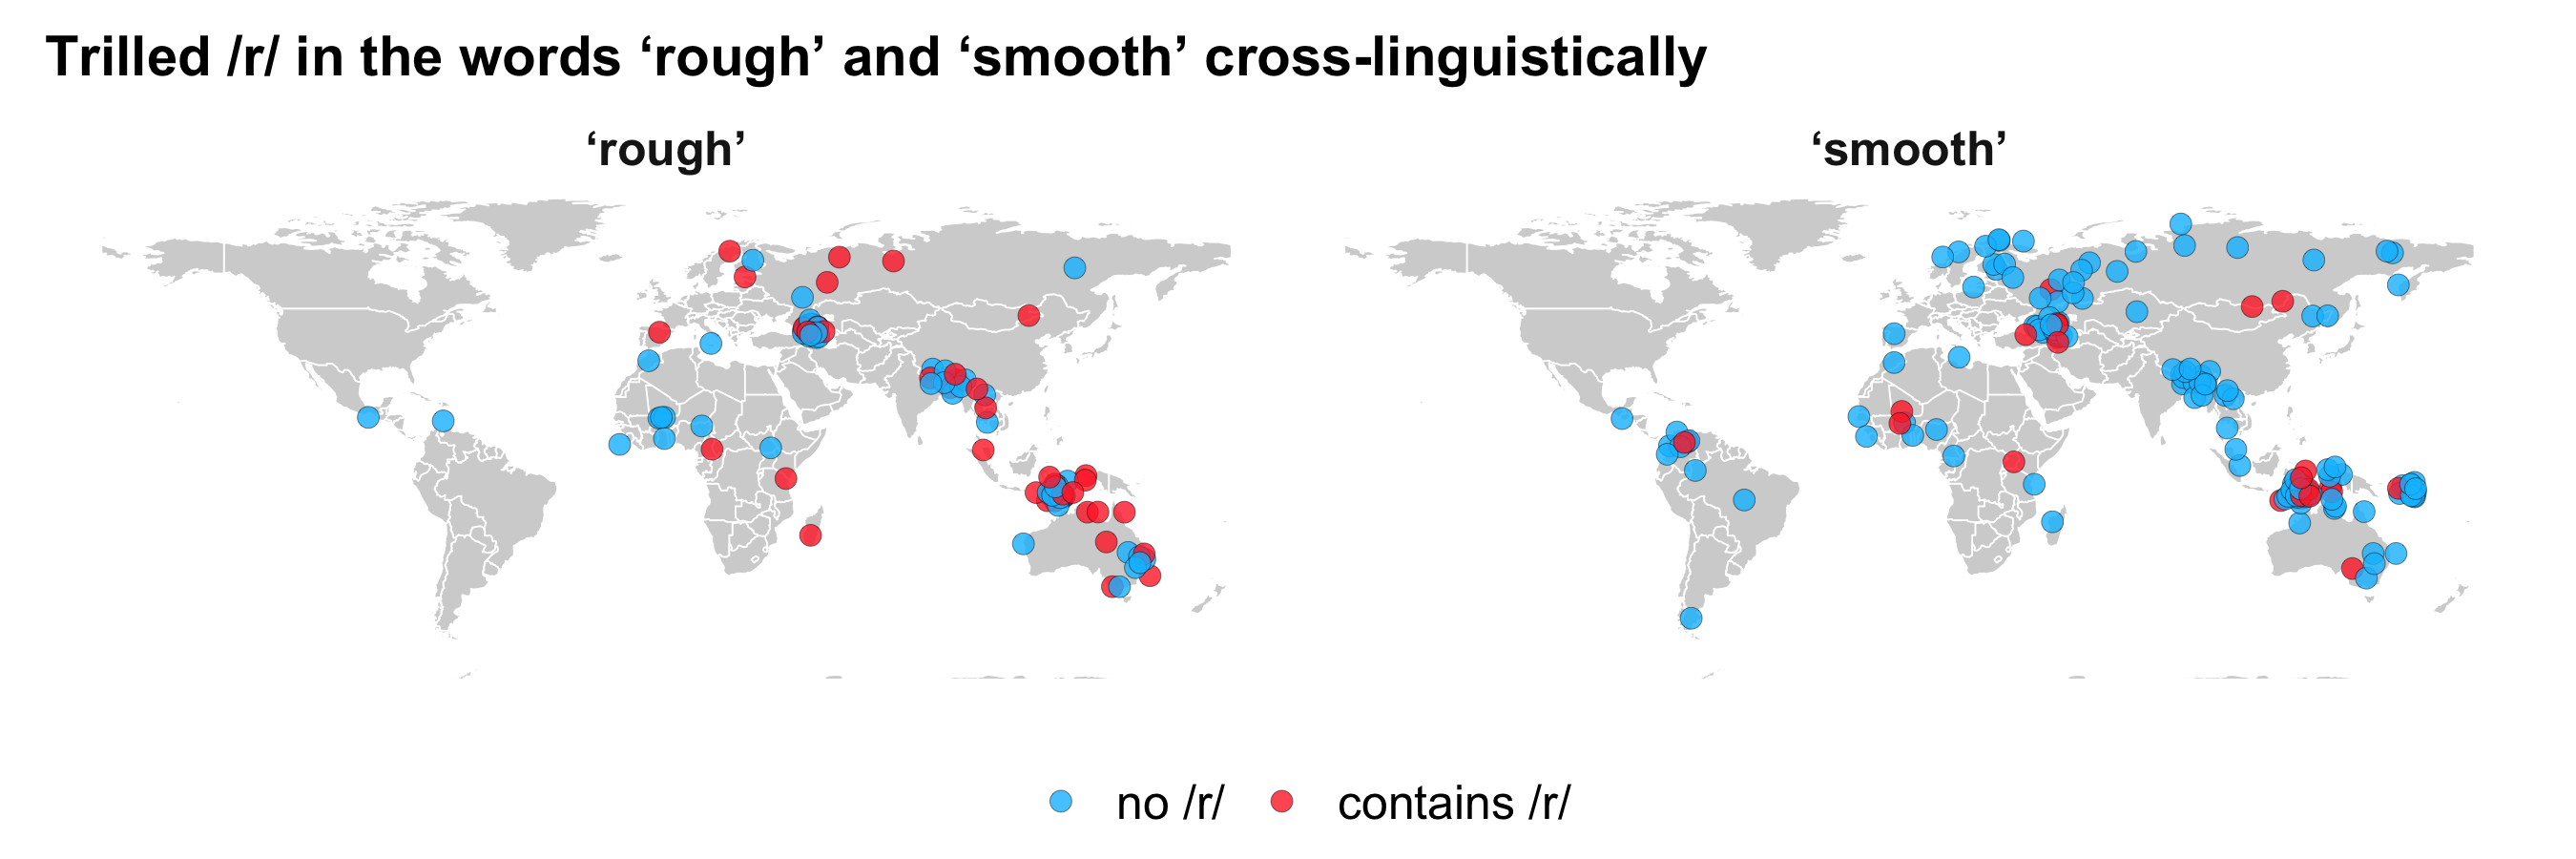 Trilled /r/ in the words ‘rough’ and ‘smooth’ cross-linguistically
‘rough’
‘smooth’
no /r/
contains /r/